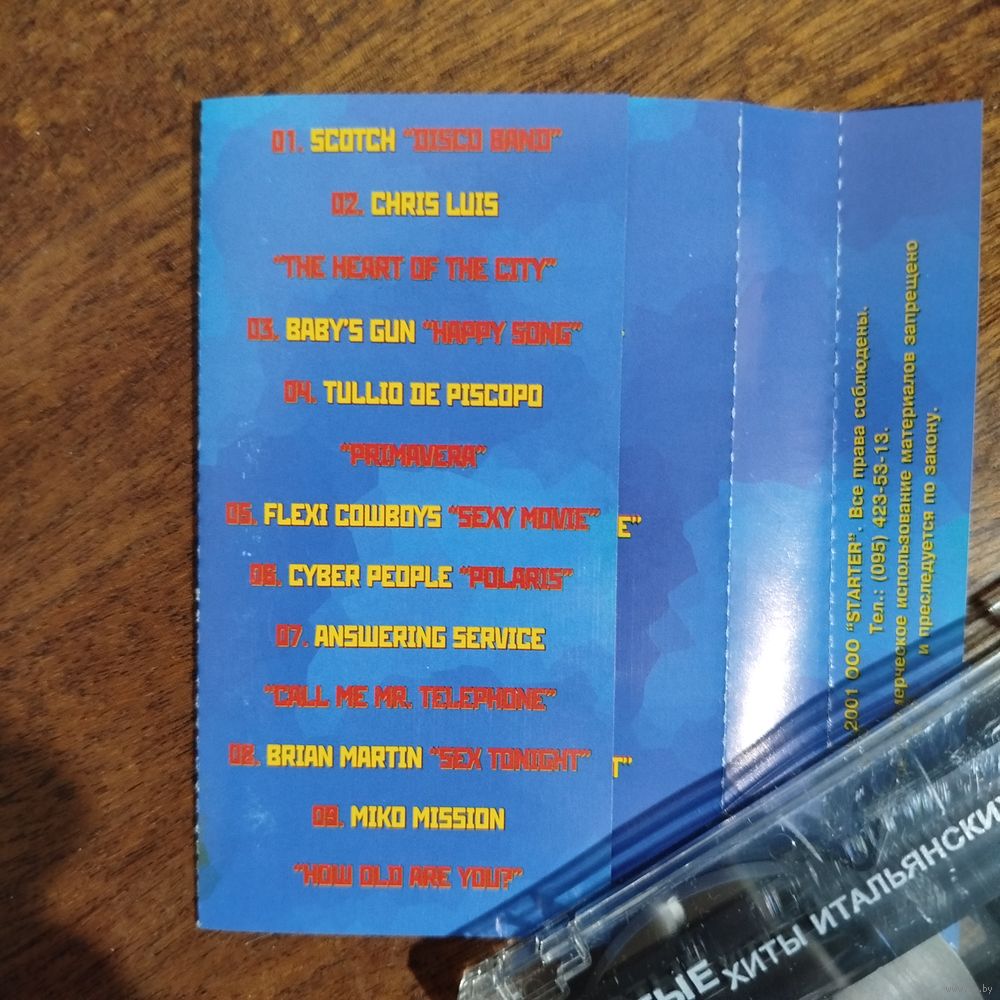 01. SCOTCH "DISCO BAND"
02. CHRIS LUIS
"THE HEART OF THE CITY"
03. BABY'S GUN "HAPPY SONG"
04. TULLIO DE PISCOPO
"PRIMAVERA"
05. FLEXI COWBOYS "SEXY MOVIE"
06. CYBER PEOPLE "POLARIS"
07. ANSWERING SERVICE
"CALL ME MR. TELEPHONE"
08. BRIAN MARTIN "SEX TONIGHT"
09. MIKO MISSION
"HOW OLD ARE YOU?"
E"
T"
2001 ООО "STARTER". Все права соблюдены.
Тел.: (095) 423-53-13.
мерческое использование материалов запрещено
и преследуется по закону.
ТЫЕ ХИТЫ ИТАЛЬЯНСКИ